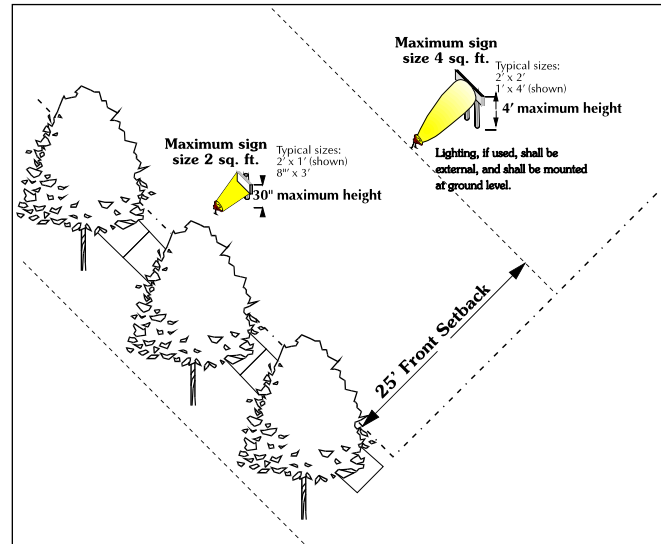 Maximum sign
size 4 sq. ft.
Typical sizes:
2' x 2'
1' x 4' (shown)
4' maximum height
Lighting, if used, shall be
external, and shall be mounted
at ground level.
Maximum sign
size 2 sq. ft.
Typical sizes:
2' x 1' (shown)
8"' x 3'
30" maximum height
25' Front Setback